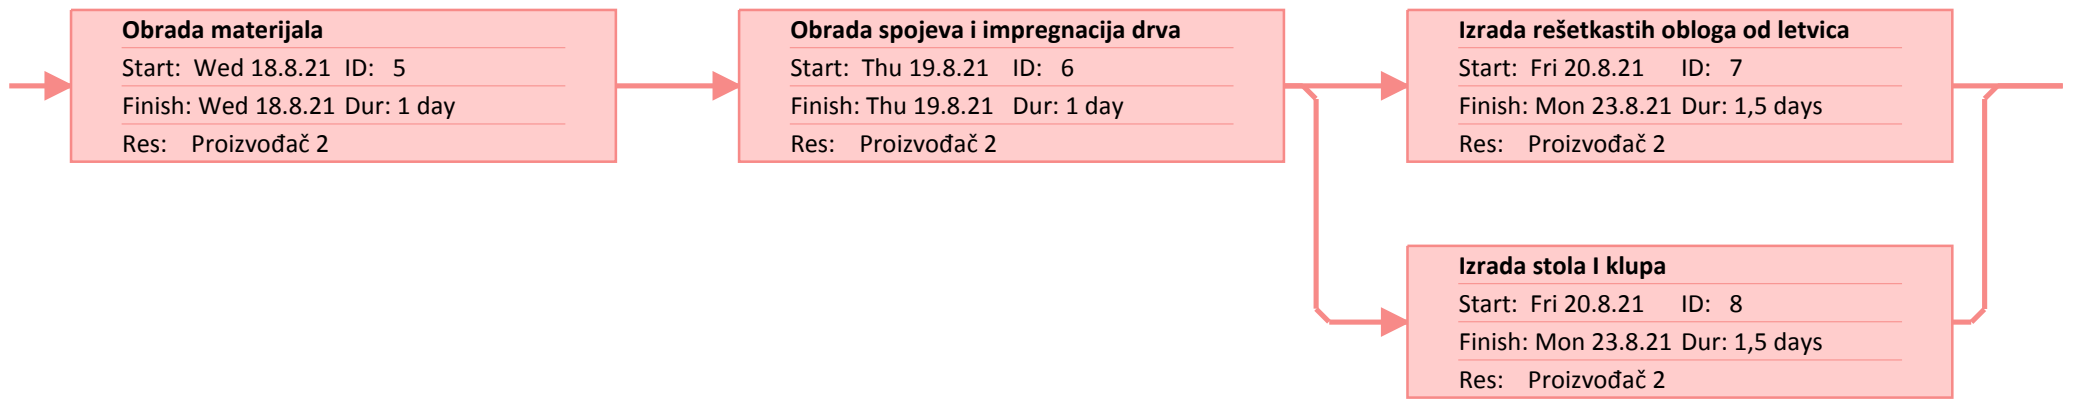 Obrada materijala
Start: Wed 18.8.21 ID: 5
Finish: Wed 18.8.21 Dur: 1 day
Res: Proizvođač 2
Obrada spojeva i impregnacija drva
Start: Thu 19.8.21 ID: 6
Finish: Thu 19.8.21 Dur: 1 day
Res: Proizvođač 2
Izrada rešetkastih obloga od letvica
Start: Fri 20.8.21 ID: 7
Finish: Mon 23.8.21 Dur: 1,5 days
Res: Proizvođač 2
Izrada stola I klupa
Start: Fri 20.8.21 ID: 8
Finish: Mon 23.8.21 Dur: 1,5 days
Res: Proizvođač 2